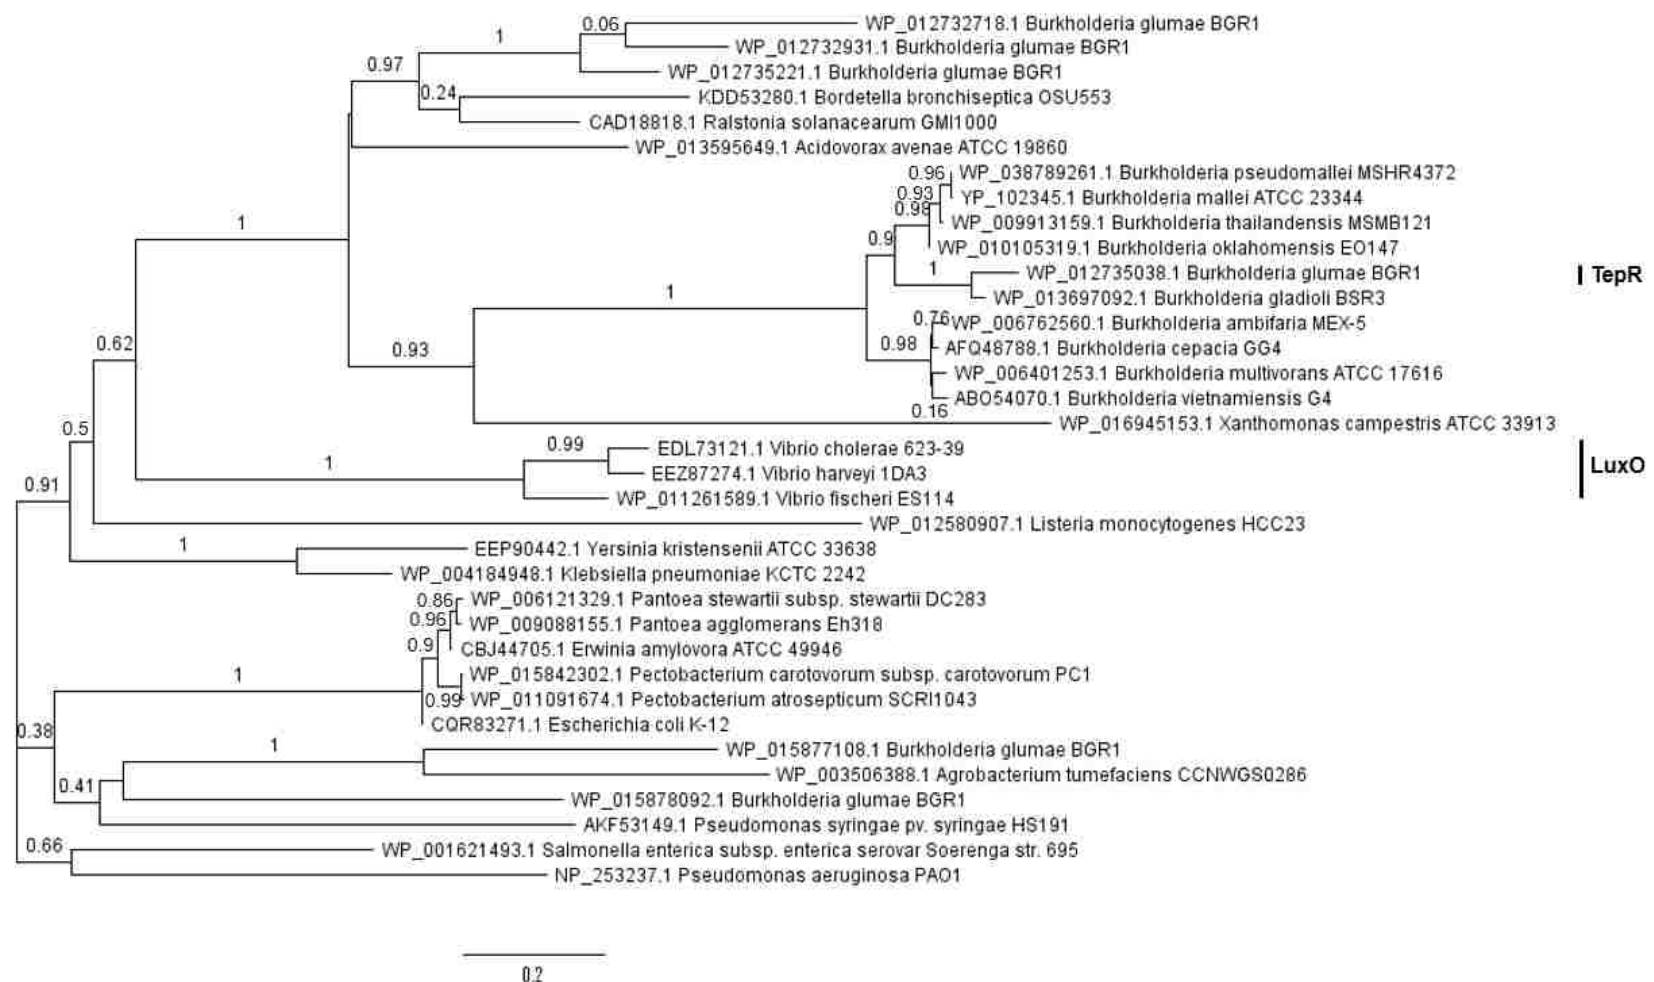 0.06 WP_012732718.1 Burkholderia glumae BGR1
1 WP_012732931.1 Burkholderia glumae BGR1
0.97 WP_012735221.1 Burkholderia glumae BGR1
0.24 KDD53280.1 Bordetella bronchiseptica OSU553
CAD18818.1 Ralstonia solanacearum GMI1000
WP_013595649.1 Acidovorax avenae ATCC 19860
0.96 WP_038789261.1 Burkholderia pseudomallei MSHR4372
0.93 YP_102345.1 Burkholderia mallei ATCC 23344
0.98 WP_009913159.1 Burkholderia thailandensis MSMB121
1 0.9 WP_010105319.1 Burkholderia oklahomensis EO147
1 WP_012735038.1 Burkholderia glumae BGR1 TepR
1 WP_013697092.1 Burkholderia gladioli BSR3
0.76 WP_006762560.1 Burkholderia ambifaria MEX-5
0.62 0.93 0.98 AFQ48788.1 Burkholderia cepacia GG4
WP_006401253.1 Burkholderia multivorans ATCC 17616
ABO54070.1 Burkholderia vietnamiensis G4
0.16
0.5 WP_016945153.1 Xanthomonas campestris ATCC 33913
0.99 EDL73121.1 Vibrio cholerae 623-39
1 EEZ87274.1 Vibrio harveyi 1DA3 LuxO
0.91 WP_011261589.1 Vibrio fischeri ES114
WP_012580907.1 Listeria monocytogenes HCC23
1 EEP90442.1 Yersinia kristensenii ATCC 33638
WP_004184948.1 Klebsiella pneumoniae KCTC 2242
0.86 WP_006121329.1 Pantoea stewartii subsp. stewartii DC283
0.96 WP_009088155.1 Pantoea agglomerans Eh318
0.9 CBJ44705.1 Erwinia amylovora ATCC 49946
1 WP_015842302.1 Pectobacterium carotovorum subsp. carotovorum PC1
0.99 WP_011091674.1 Pectobacterium atrosepticum SCRI1043
0.38 CQR83271.1 Escherichia coli K-12
1 WP_015877108.1 Burkholderia glumae BGR1
0.41 WP_003506388.1 Agrobacterium tumefaciens CCNWGS0286
WP_015878092.1 Burkholderia glumae BGR1
AKF53149.1 Pseudomonas syringae pv. syringae HS191
0.66 WP_001621493.1 Salmonella enterica subsp. enterica serovar Soerenga str. 695
NP_253237.1 Pseudomonas aeruginosa PAO1
0.2